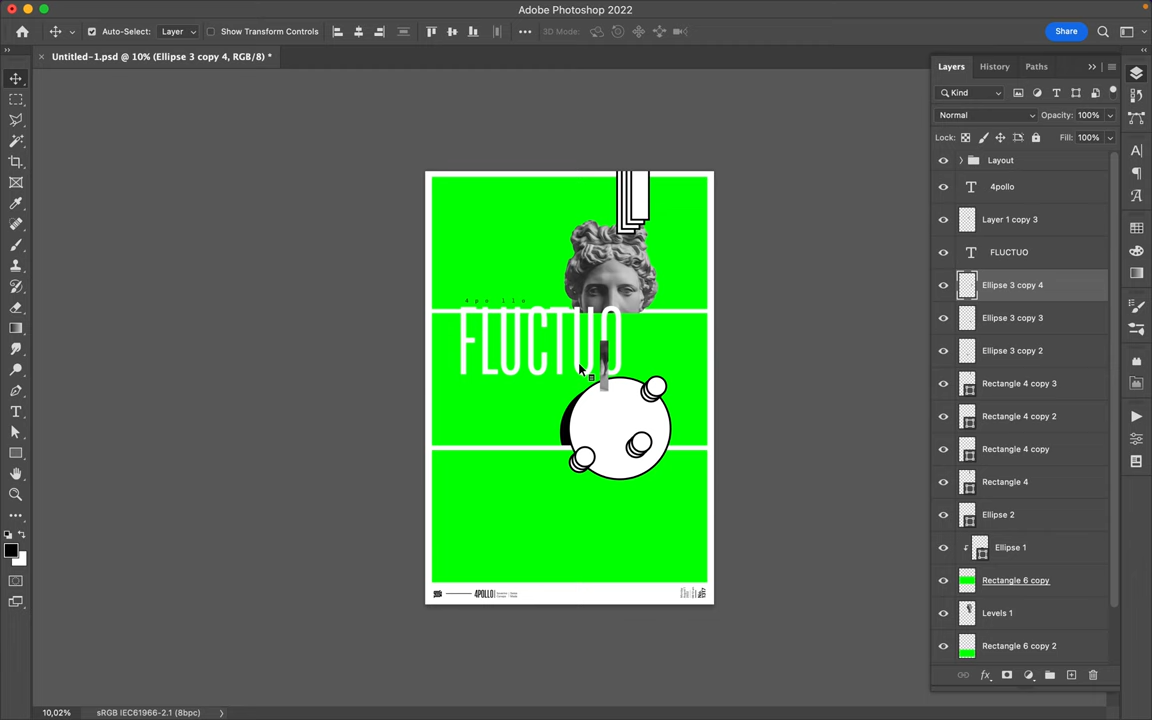 Adobe Photoshop 2022
Auto-Select: Layer Show Transform Controls 3D Mode: Share
Untitled-1.psd @ 10% (Ellipse 3 copy 4, RGB/8) *
Layers History Paths
Kind
Normal Opacity: 100%
Lock: Fill: 100%
Layout
4pollo
Layer 1 copy 3
FLUCTUO
Ellipse 3 copy 4
Ellipse 3 copy 3
Ellipse 3 copy 2
Rectangle 4 copy 3
Rectangle 4 copy 2
Rectangle 4 copy
Rectangle 4
Ellipse 2
Ellipse 1
Rectangle 6 copy
Levels 1
Rectangle 6 copy 2
4pollo
FLUCTUO
4POLLO
10,02% sRGB IEC61966-2.1 (8bpc)